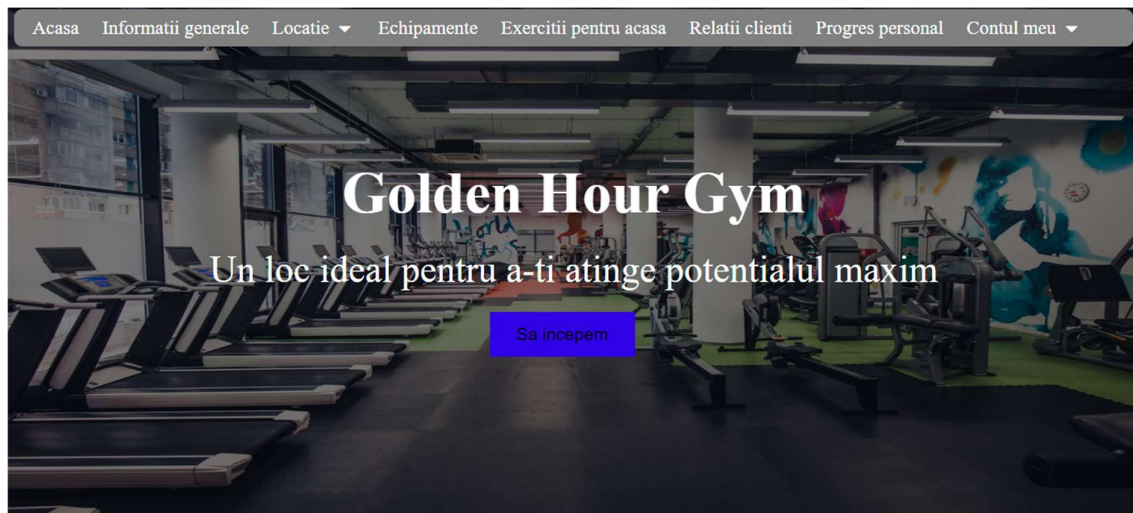 Acasa Informatii generale Locatie Echipamente Exercitii pentru acasa Relatii clienti Progres personal Contul meu
Golden Hour Gym
World
Un loc ideal pentru a-ti atinge potentialul maxim
Sa incepem